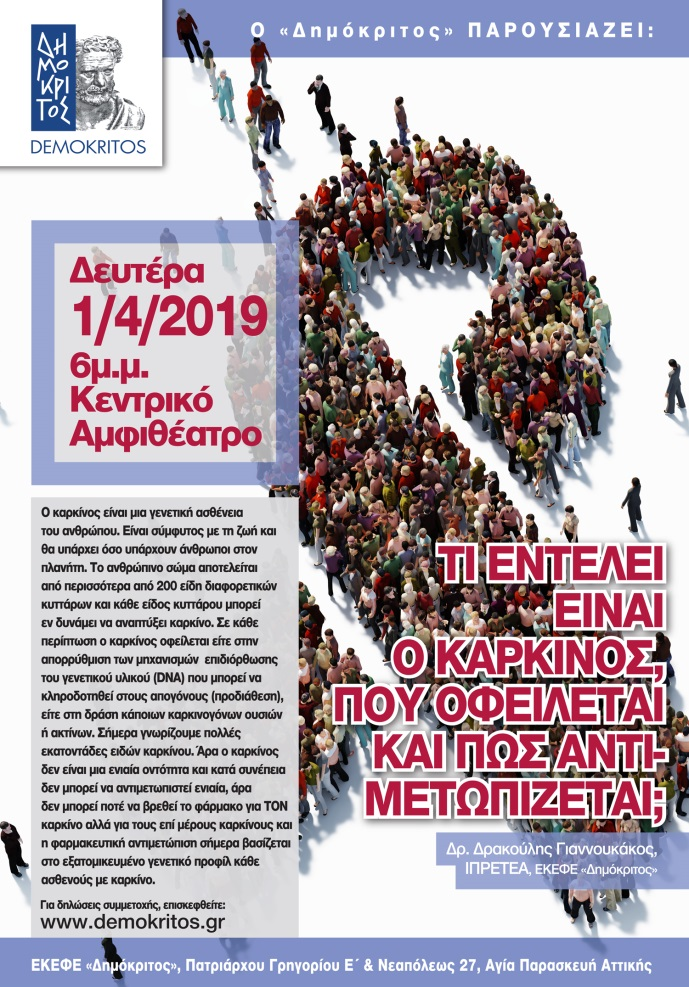 Ο «Δημόκριτος» ΠΑΡΟΥΣΙΑΖΕΙ:
ΔΗ
ΜΟ
ΚΡΙ
ΤΟΣ
DEMOKRITOS
Δευτέρα
1/4/2019
6μ.μ.
Κεντρικό
Αμφιθέατρο
Ο καρκίνος είναι μια γενετική ασθένεια
του ανθρώπου. Είναι σύμφυτος με τη ζωή και
θα υπάρχει όσο υπάρχουν άνθρωποι στον
πλανήτη. Το ανθρώπινο σώμα αποτελείται
από περισσότερα από 200 είδη διαφορετικών
κυττάρων και κάθε είδος κυττάρου μπορεί
εν δυνάμει να αναπτύξει καρκίνο. Σε κάθε
περίπτωση ο καρκίνος οφείλεται είτε στην
απορρύθμιση των μηχανισμών επιδιόρθωσης
του γενετικού υλικού (DNA) που μπορεί να
κληροδοτηθεί στους απογόνους (προδιάθεση),
είτε στη δράση κάποιων καρκινογόνων ουσιών
ή ακτίνων. Σήμερα γνωρίζουμε πολλές
εκατοντάδες ειδών καρκίνου. Άρα ο καρκίνος
δεν είναι μια ενιαία οντότητα και κατά συνέπεια
δεν μπορεί να αντιμετωπιστεί ενιαία, άρα
δεν μπορεί ποτέ να βρεθεί το φάρμακο για ΤΟΝ
καρκίνο αλλά για τους επί μέρους καρκίνους και
η φαρμακευτική αντιμετώπιση σήμερα βασίζεται
στο εξατομικευμένο γενετικό προφίλ κάθε
ασθενούς με καρκίνο.
Για δηλώσεις συμμετοχής, επισκεφθείτε:
www.demokritos.gr
ΤΙ ΕΝΤΕΛΕΙ
ΕΙΝΑΙ
Ο ΚΑΡΚΙΝΟΣ,
ΠΟΥ ΟΦΕΙΛΕΤΑΙ
ΚΑΙ ΠΩΣ ΑΝΤΙ-
ΜΕΤΩΠΙΖΕΤΑΙ;
Δρ. Δρακούλης Γιαννουκάκος,
ΙΠΡΕΤΕΑ, ΕΚΕΦΕ «Δημόκριτος»
ΕΚΕΦΕ «Δημόκριτος», Πατριάρχου Γρηγορίου Ε΄ & Νεαπόλεως 27, Αγία Παρασκευή Αττικής